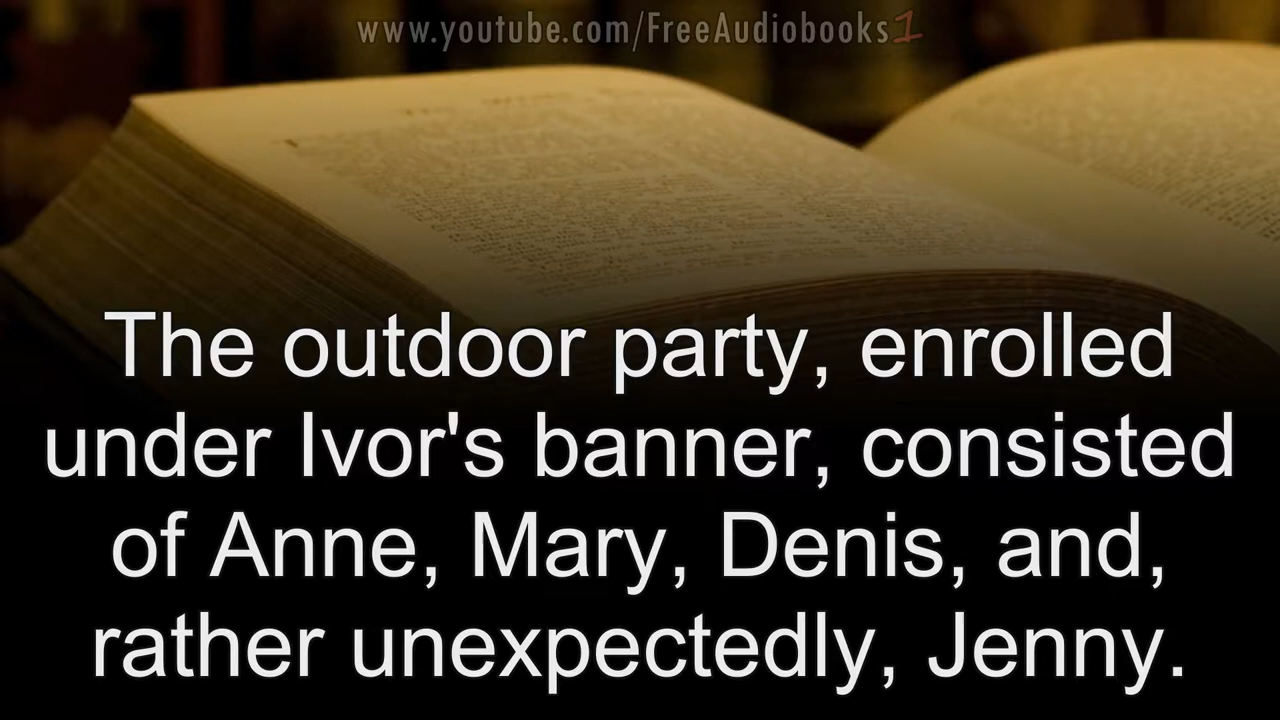 www.youtube.com/FreeAudiobooks1
The outdoor party, enrolled
under Ivor's banner, consisted
of Anne, Mary, Denis, and,
rather unexpectedly, Jenny.